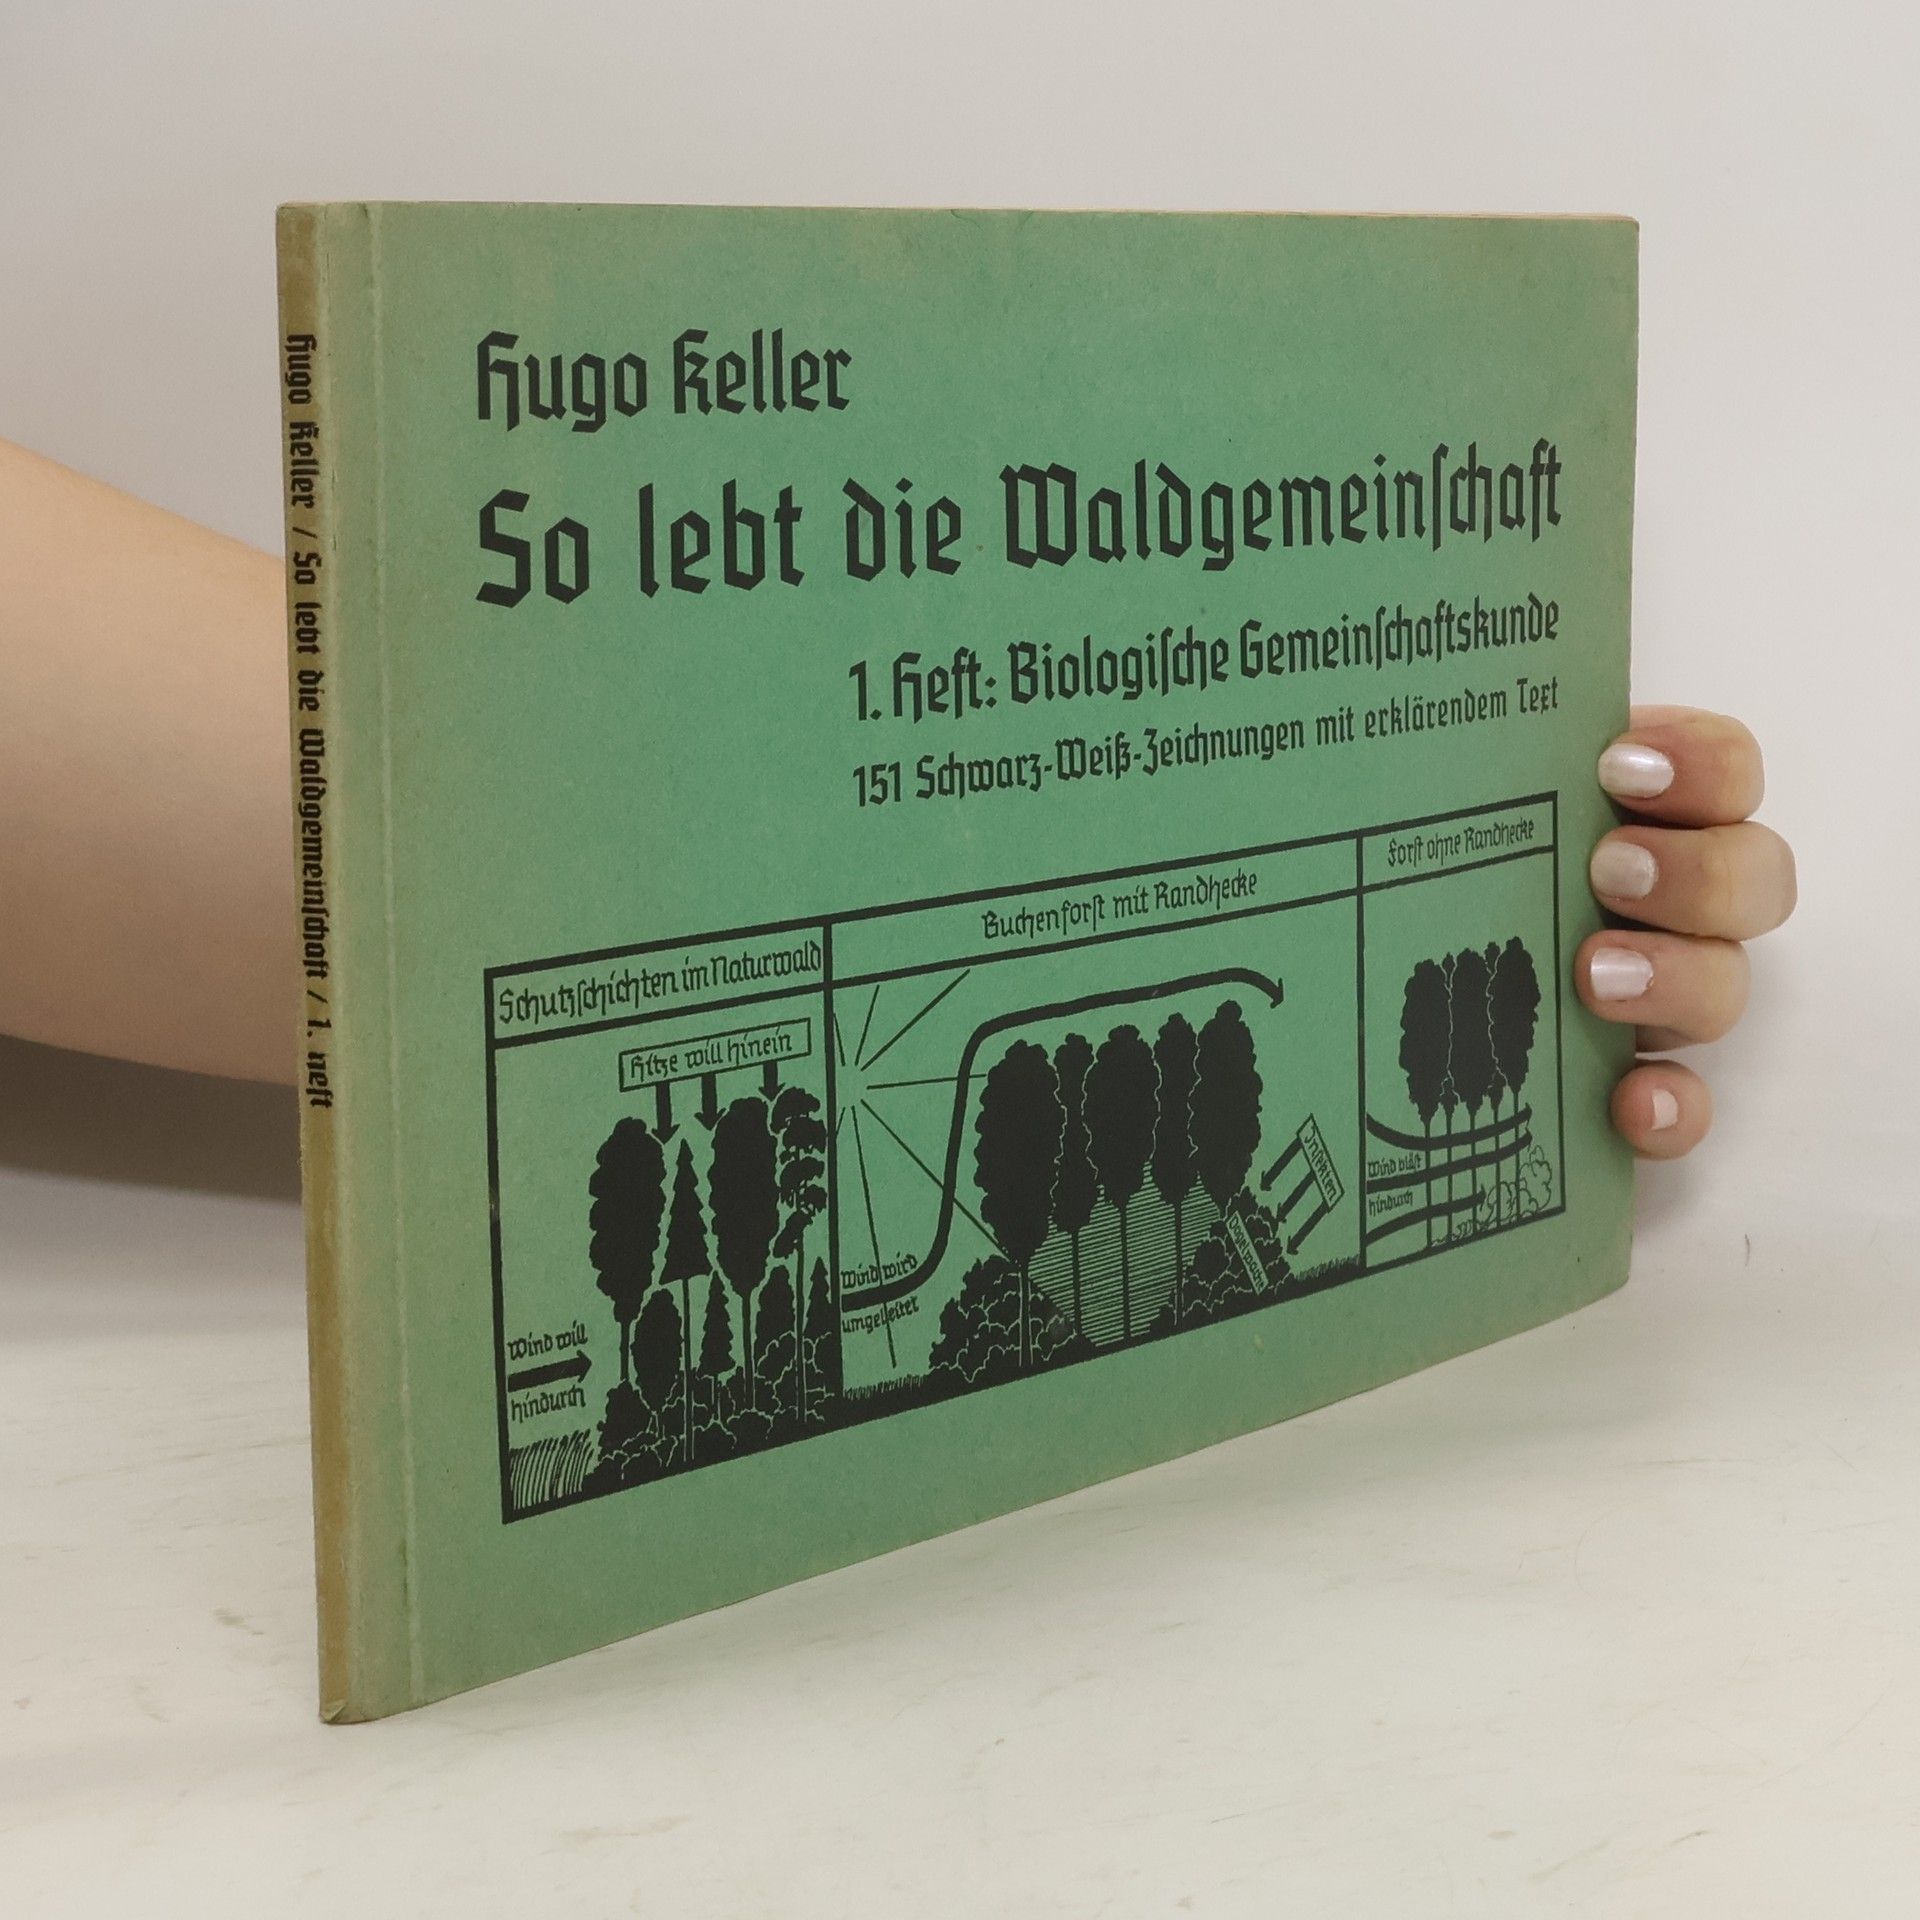 Hugo Keller / So lebt die Waldgemeinschaft / 1. Heft
Hugo Keller
So lebt die Waldgemeinſchaft
1. Heft: Biologiſche Gemeinſchaftskunde
151 Schwarz-Weiß-Zeichnungen mit erklärendem Text
Schutzſchichten im Naturwald
Hitze will hinein
Wind will
hindurch
Buchenforſt mit Randhecke
Wind wird
umgeleitet
Inſekten
Vogelwacht
Forſt ohne Randhecke
Wind bläſt
hindurch